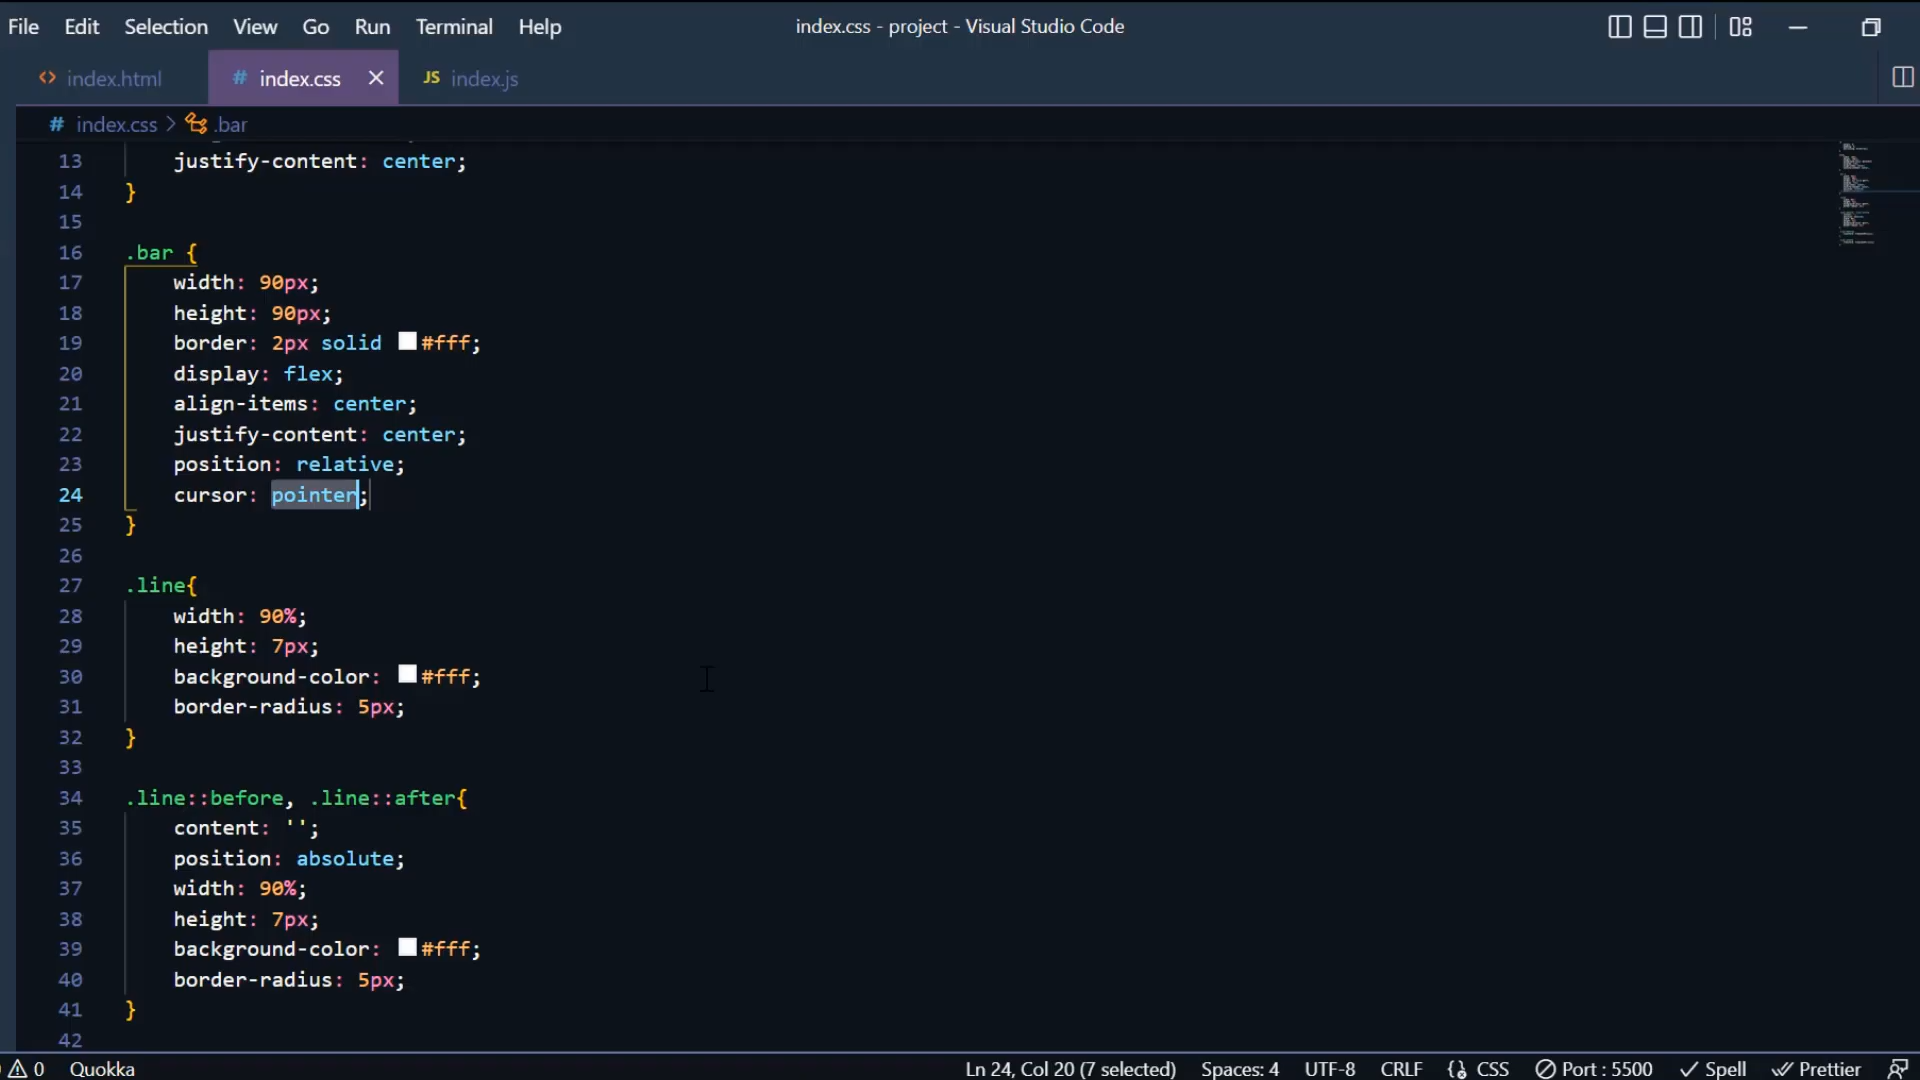 File Edit Selection View Go Run Terminal Help index.css - project - Visual Studio Code
index.html # index.css JS index.js
# index.css > .bar
13 justify-content: center;
14 }
15
16 .bar {
17 width: 90px;
18 height: 90px;
19 border: 2px solid #fff;
20 display: flex;
21 align-items: center;
22 justify-content: center;
23 position: relative;
24 cursor: pointer;
25 }
26
27 .line{
28 width: 90%;
29 height: 7px;
30 background-color: #fff;
31 border-radius: 5px;
32 }
33
34 .line::before, .line::after{
35 content: '';
36 position: absolute;
37 width: 90%;
38 height: 7px;
39 background-color: #fff;
40 border-radius: 5px;
41 }
42
0 Quokka Ln 24, Col 20 (7 selected) Spaces: 4 UTF-8 CRLF CSS Port : 5500 Spell Prettier